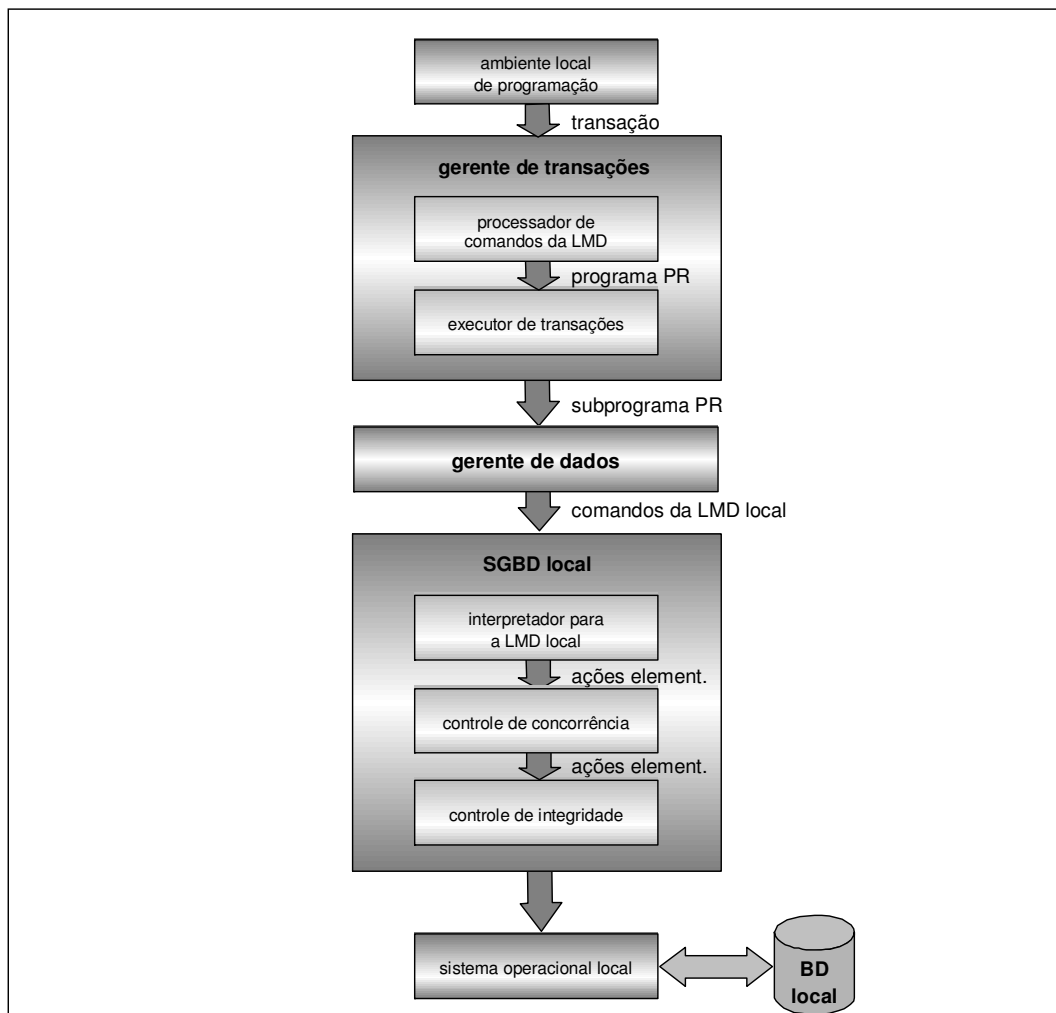 ambiente local
de programação
transação
gerente de transações
processador de
comandos da LMD
programa PR
executor de transações
subprograma PR
gerente de dados
comandos da LMD local
SGBD local
interpretador para
a LMD local
ações element.
controle de concorrência
ações element.
controle de integridade
sistema operacional local
BD
local